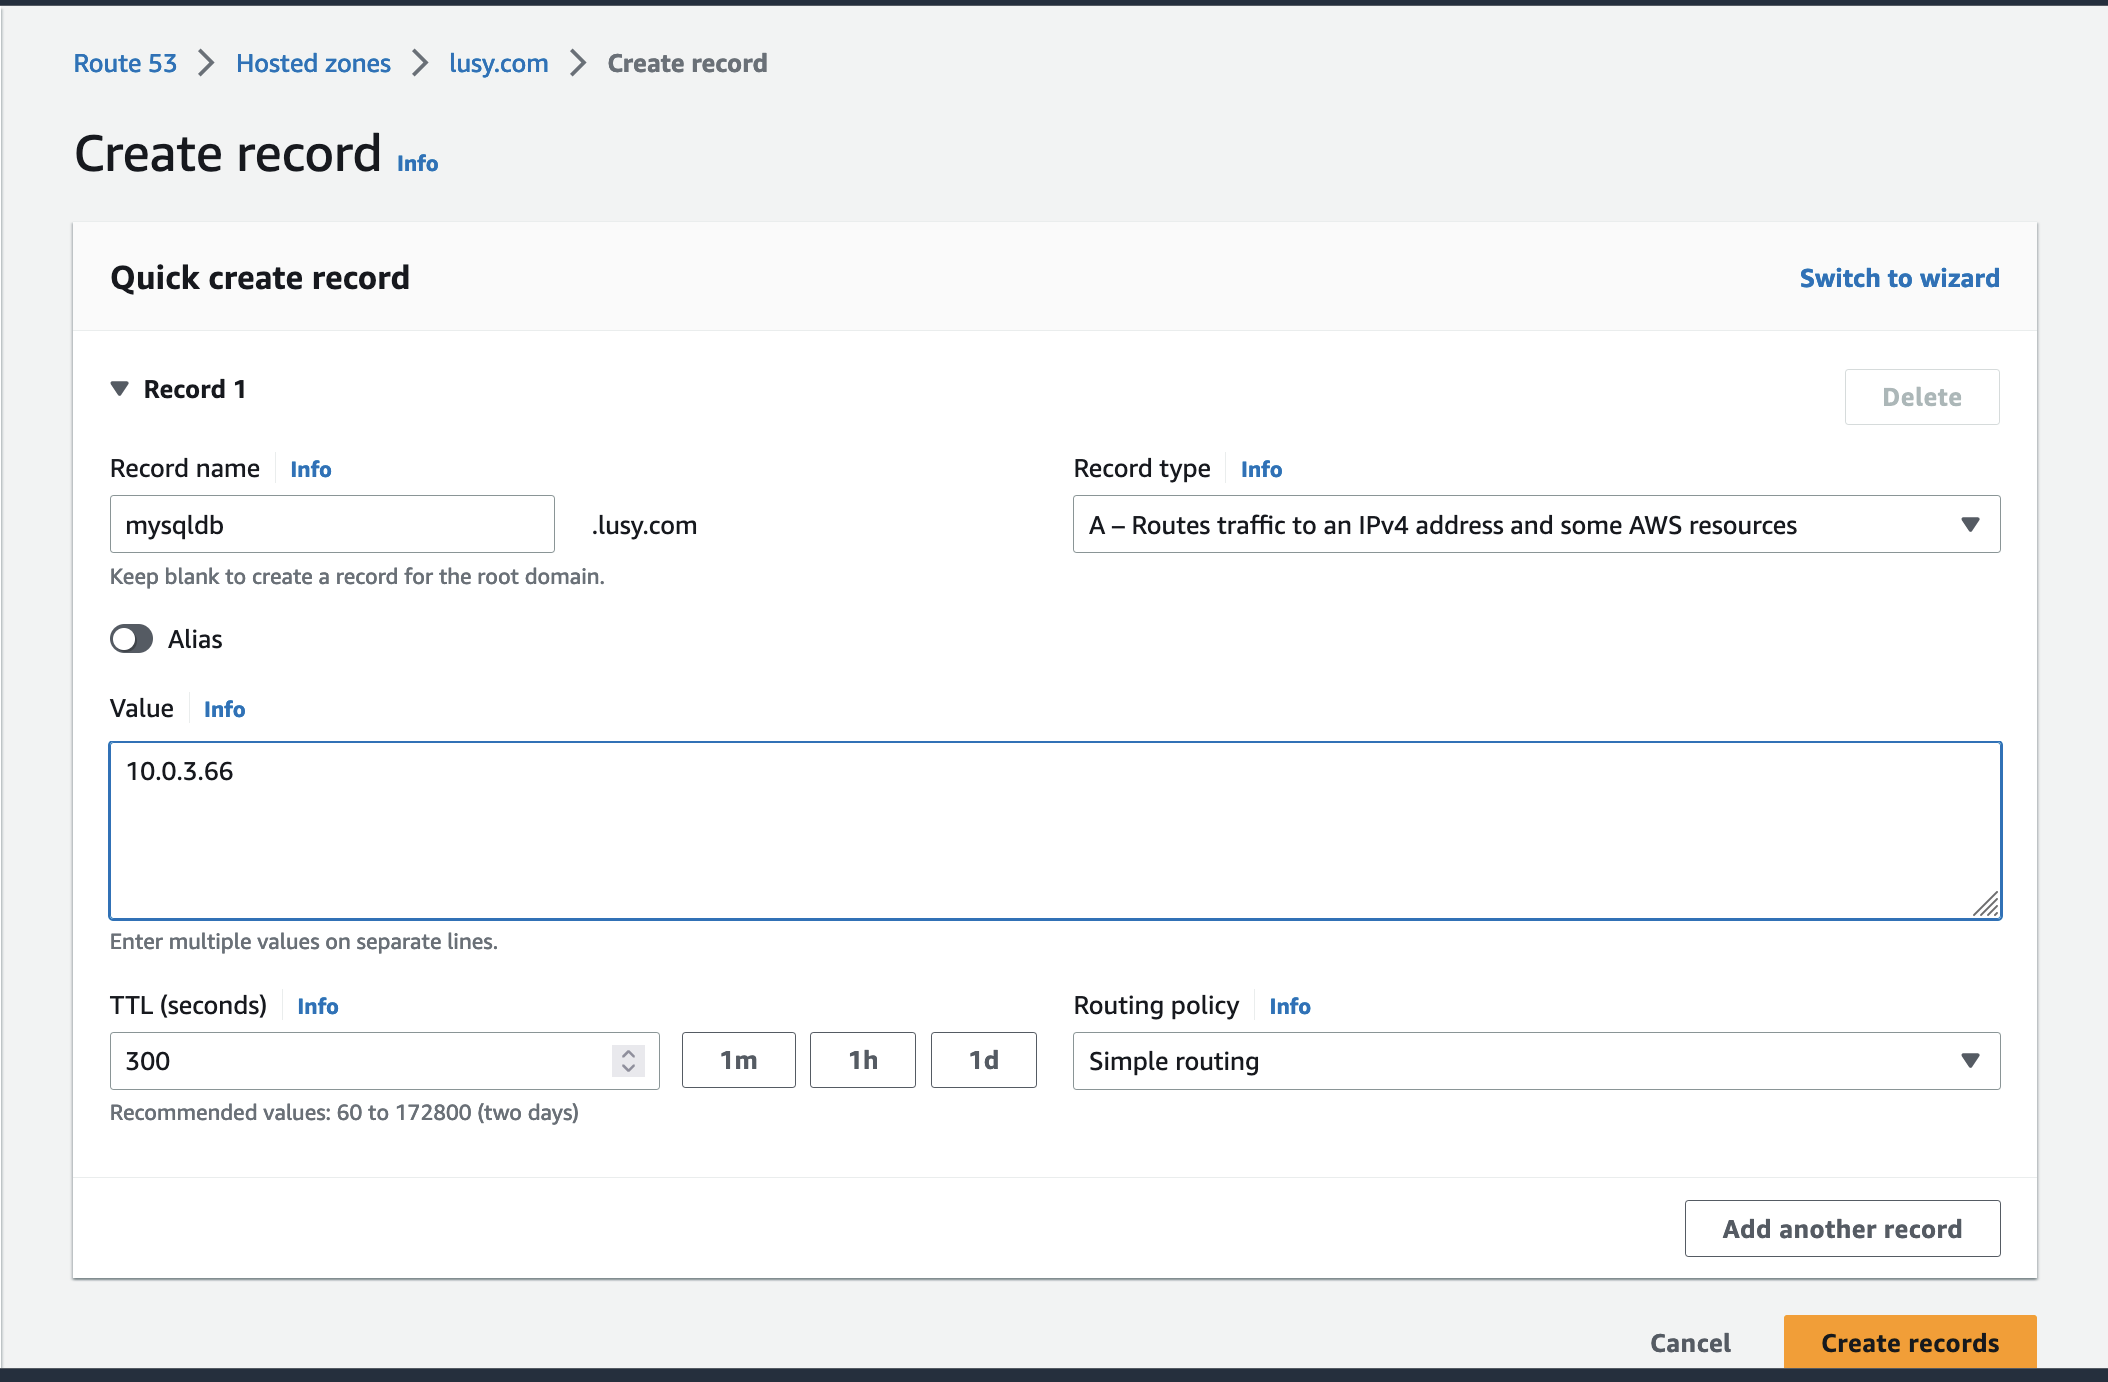 Route 53 > Hosted zones > lusy.com > Create record
Create record Info
Quick create record Switch to wizard
Record 1 Delete
Record name Info Record type Info
mysqldb .lusy.com A – Routes traffic to an IPv4 address and some AWS resources
Keep blank to create a record for the root domain.
Alias
Value Info
10.0.3.66
Enter multiple values on separate lines.
TTL (seconds) Info Routing policy Info
300 1m 1h 1d Simple routing
Recommended values: 60 to 172800 (two days)
Add another record
Cancel Create records